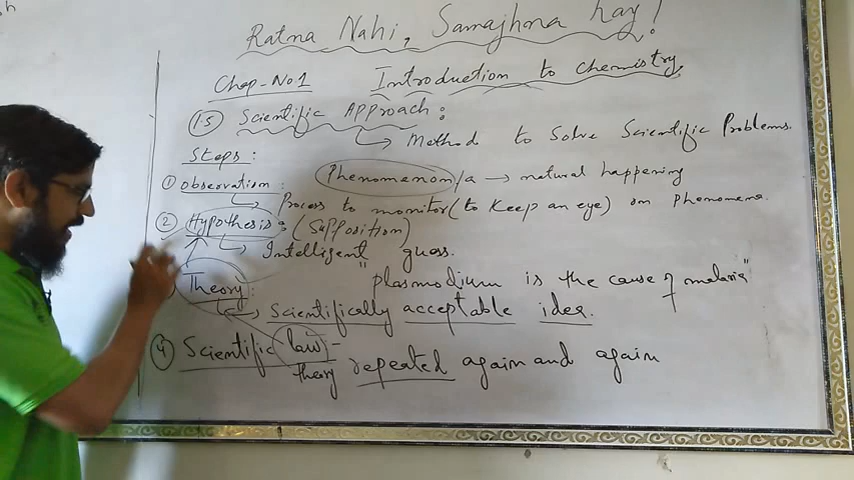 Ratna Nahi, Samajhna hay!
Chap-No1 Introduction to Chemistry
1.5 Scientific Approach:
Method to Solve Scientific Problems.
Steps:
Phenomenon/a → natural happening
① observation:
Process to monitor (to Keep an eye) on Phenomena.
② Hypothesis: (Supposition)
Intelligent guess.
Theory: "plasmodium is the cause of malaria"
Scientifically acceptable idea.
④ Scientific law:-
theory repeated again and again